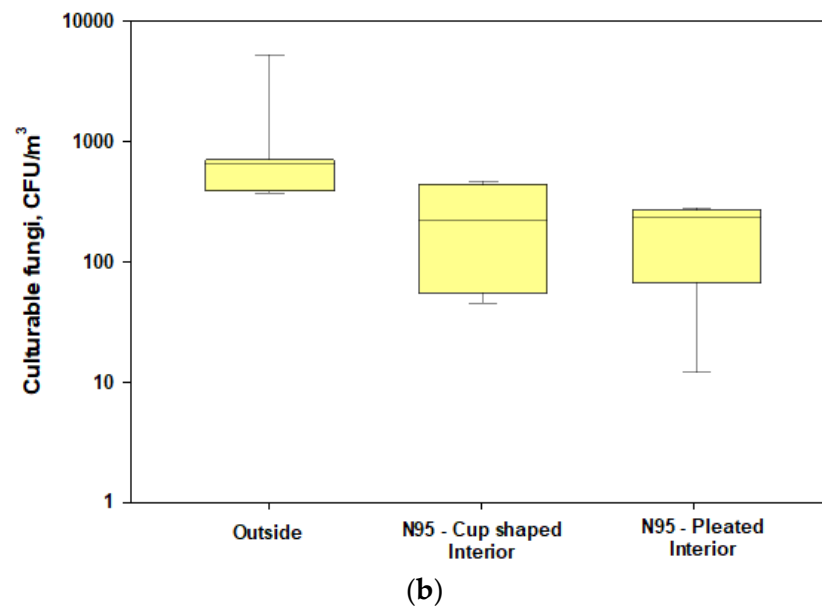 10000
1000
100
10
1
Culturable fungi, CFU/m³
Outside
N95 - Cup shaped
Interior
N95 - Pleated
Interior
(b)